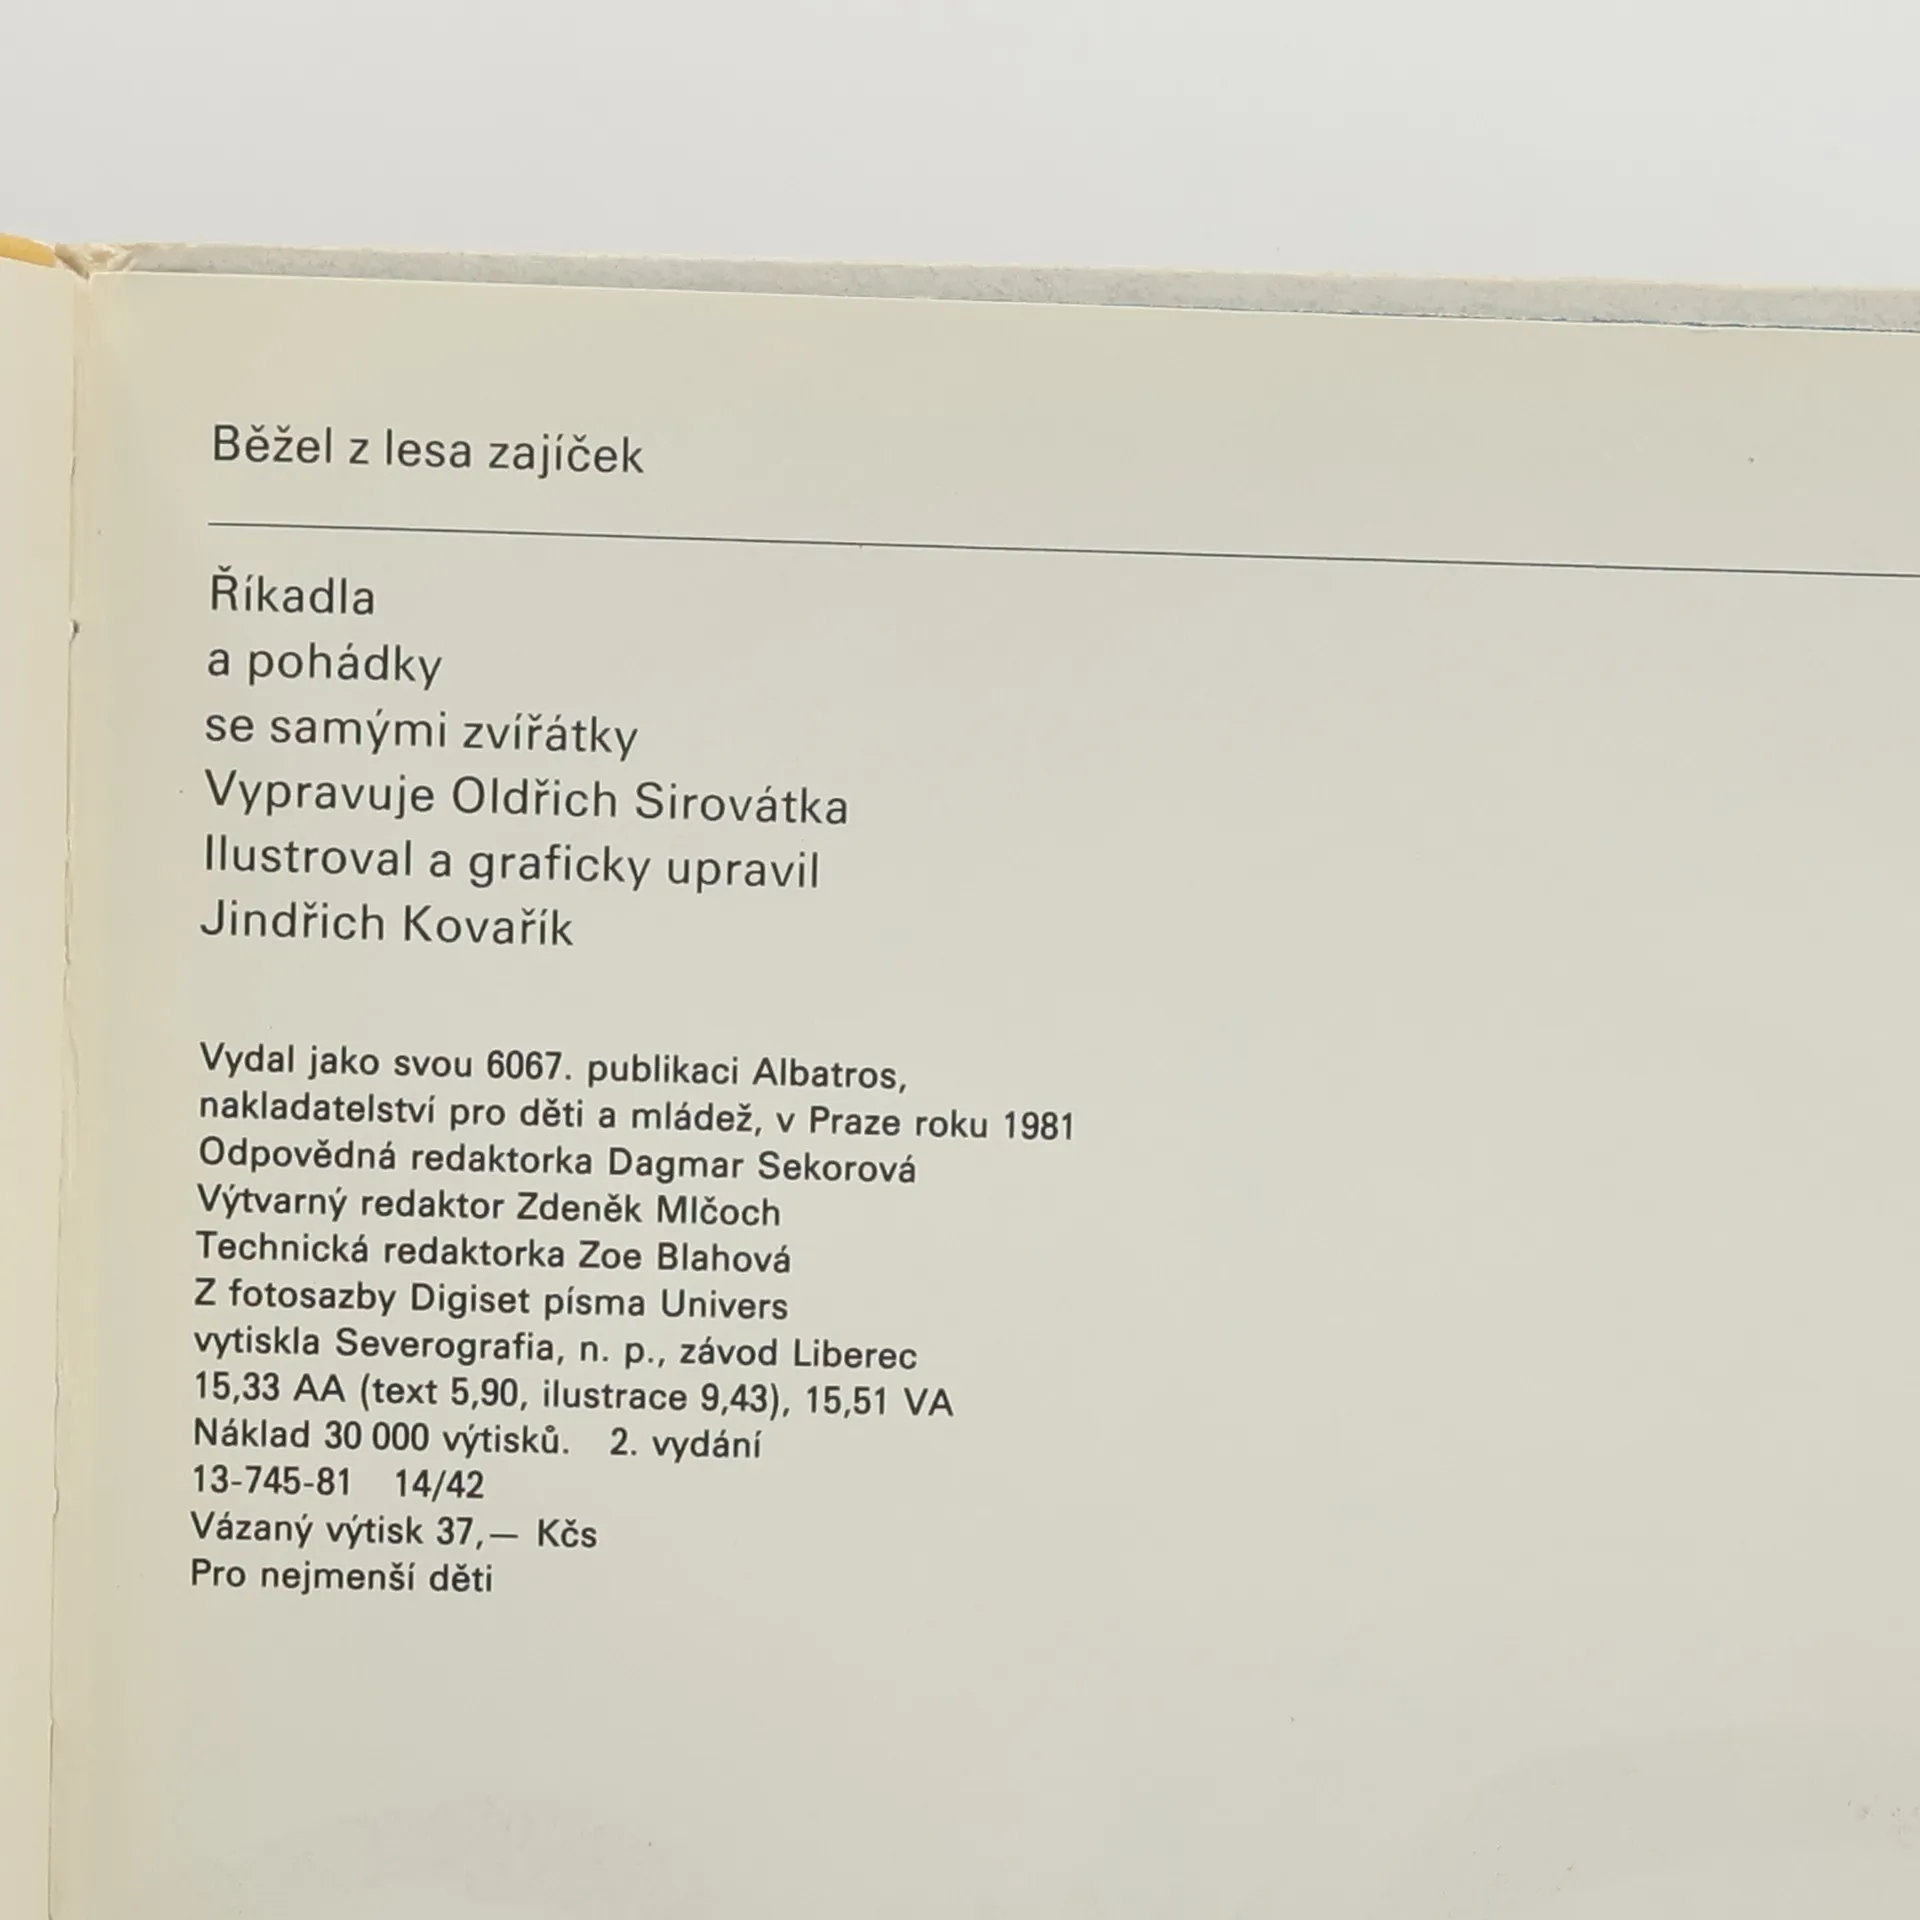 Běžel z lesa zajíček
Říkadla
a pohádky
se samými zvířátky
Vypravuje Oldřich Sirovátka
Ilustroval a graficky upravil
Jindřich Kovařík
Vydal jako svou 6067. publikaci Albatros,
nakladatelství pro děti a mládež, v Praze roku 1981
Odpovědná redaktorka Dagmar Sekorová
Výtvarný redaktor Zdeněk Mlčoch
Technická redaktorka Zoe Blahová
Z fotosazby Digiset písma Univers
vytiskla Severografia, n. p., závod Liberec
15,33 AA (text 5,90, ilustrace 9,43), 15,51 VA
Náklad 30 000 výtisků. 2. vydání
13-745-81 14/42
Vázaný výtisk 37,— Kčs
Pro nejmenší děti